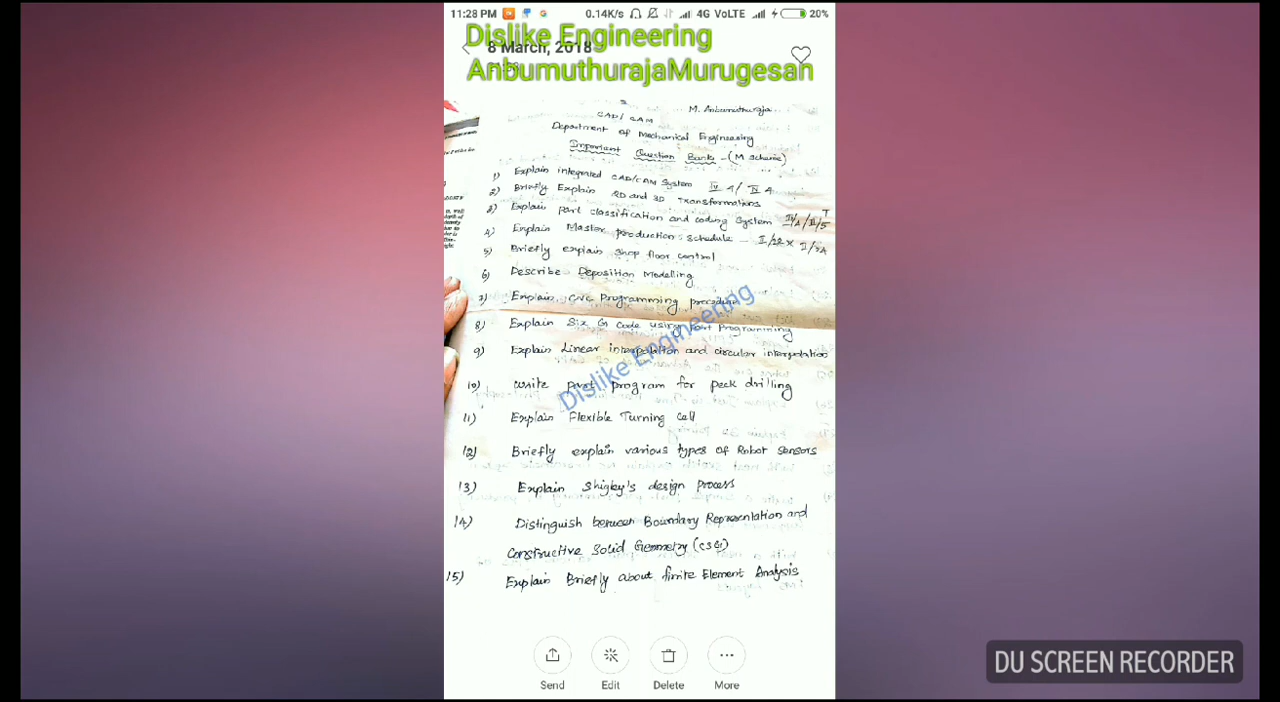 11:28 PM 0.14K/s 4G VoLTE 20%
Dislike Engineering
8 March, 2018
AnbumuthurajaMurugesan
M. Anbumuthuraja
CAD/CAM
Department of Mechanical Engineering
Important Question Bank - (M scheme)
1) Explain integrated CAD/CAM System
2) Briefly Explain 2D and 3D Transformations
3) Explain part classification and coding System
4) Explain Master production schedule -
5) Briefly explain shop floor control
6) Describe Deposition Modelling
7) Explain CNC Programming procedure
8) Explain Six G code using Part Programming
9) Explain Linear interpolation and circular interpolation
10) write part program for peck drilling
11) Explain Flexible Turning cell
12) Briefly explain various types of Robot Sensors
13) Explain Shigley's design process
14) Distinguish between Boundary Representation and
Constructive Solid Geometry (CSG)
15) Explain Briefly about finite Element Analysis
Dislike Engineering
Send Edit Delete More
DU SCREEN RECORDER